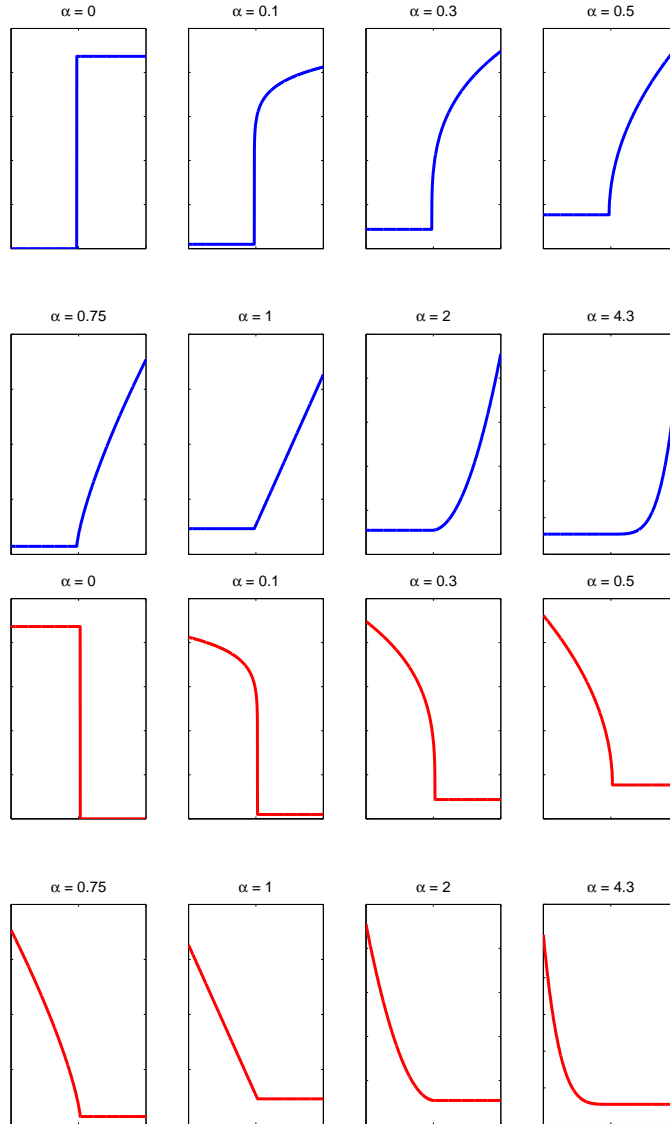 α = 0
α = 0.1
α = 0.3
α = 0.5
α = 0.75
α = 1
α = 2
α = 4.3
α = 0
α = 0.1
α = 0.3
α = 0.5
α = 0.75
α = 1
α = 2
α = 4.3